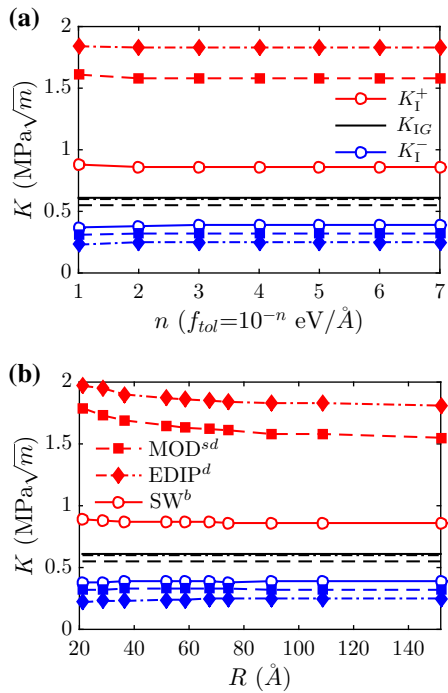 (a)
2
1.5
1
0.5
0
K (MPa√m)
K_I^+
K_IG
K_I^-
1 2 3 4 5 6 7
n (f_tol=10^-n eV/Å)
(b)
2
1.5
1
0.5
0
K (MPa√m)
MOD^sd
EDIP^d
SW^b
20 40 60 80 100 120 140
R (Å)